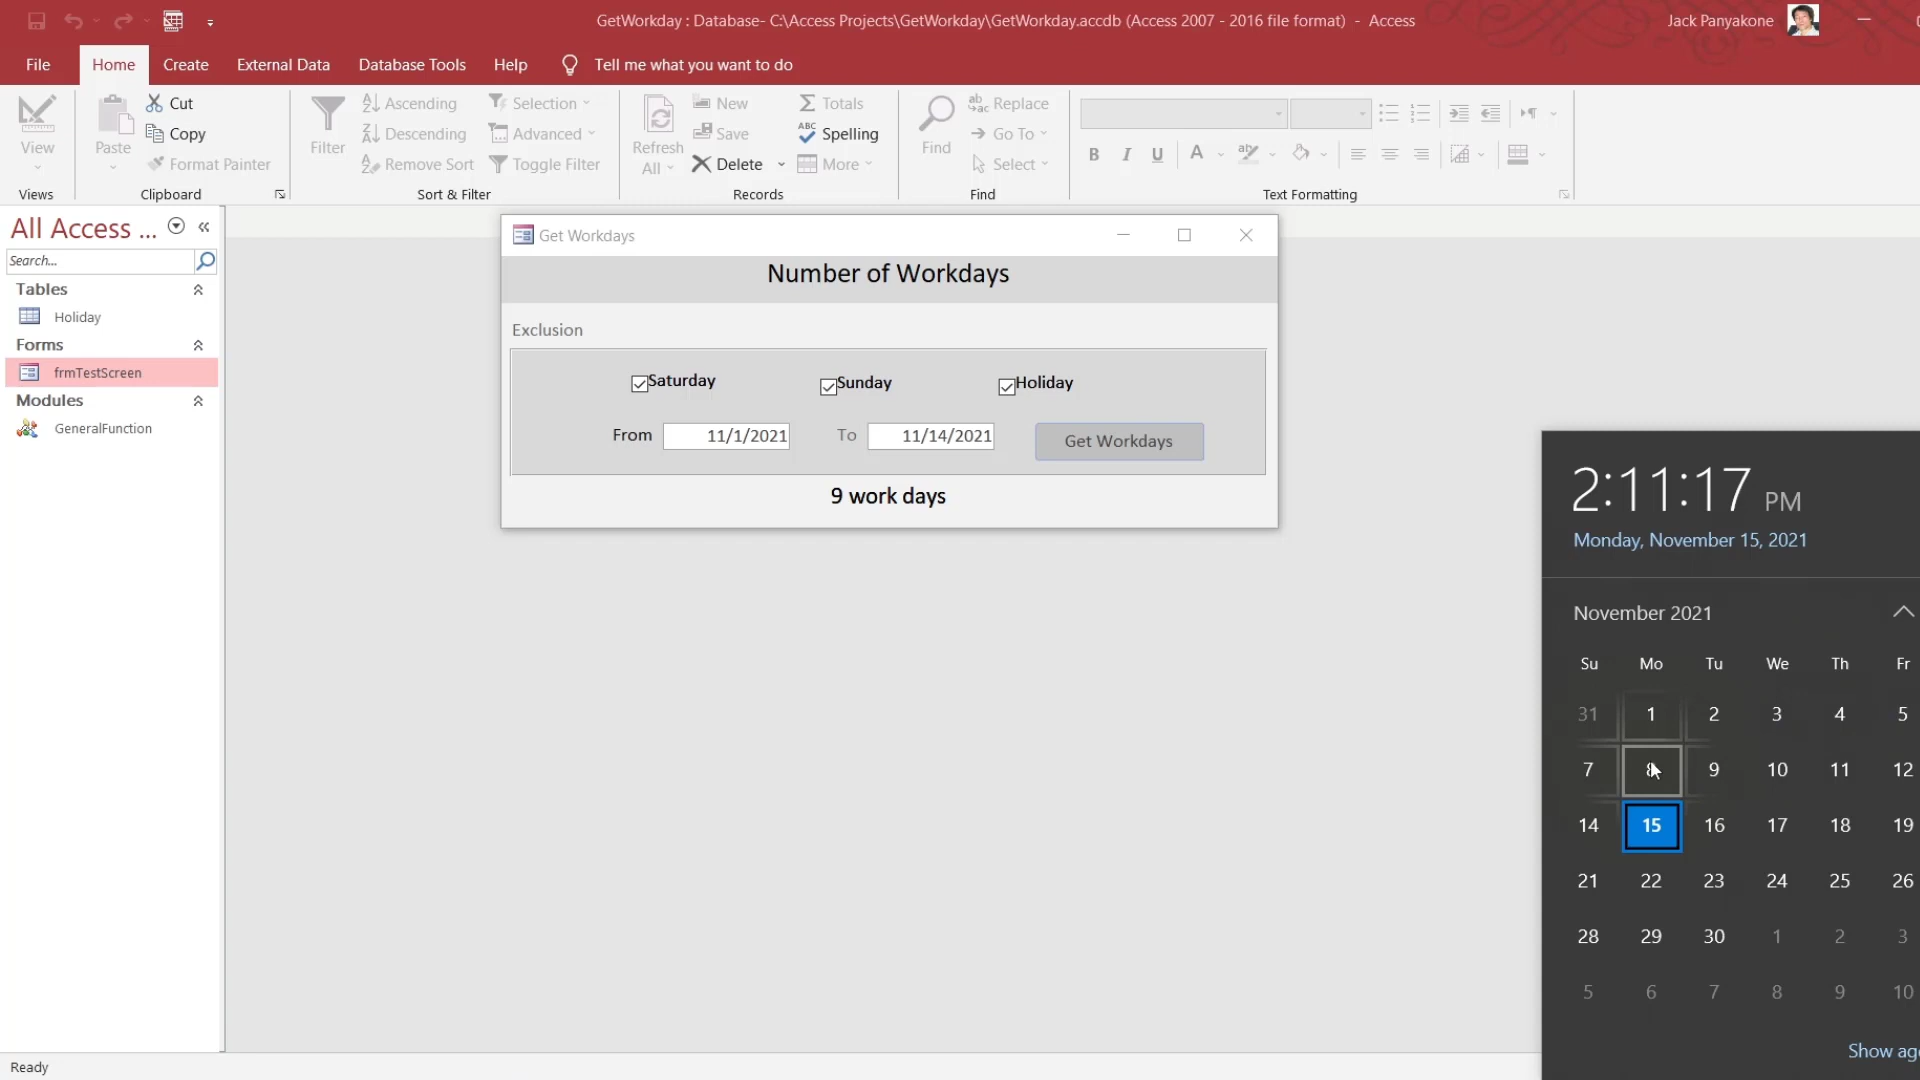 GetWorkday : Database- C:\Access Projects\GetWorkday\GetWorkday.accdb (Access 2007 - 2016 file format) - Access
Jack Panyakone
File Home Create External Data Database Tools Help Tell me what you want to do
View
Views
Paste
Cut
Copy
Format Painter
Clipboard
Filter
Ascending
Descending
Remove Sort
Selection
Advanced
Toggle Filter
Sort & Filter
Refresh
All
New
Save
Delete
Totals
Spelling
More
Records
Find
Replace
Go To
Select
Find
B I U A
Text Formatting
All Access ...
Search...
Tables
Holiday
Forms
frmTestScreen
Modules
GeneralFunction
Get Workdays
Number of Workdays
Exclusion
Saturday Sunday Holiday
From 11/1/2021 To 11/14/2021 Get Workdays
9 work days
2:11:17 PM
Monday, November 15, 2021
November 2021
Su Mo Tu We Th Fr
31 1 2 3 4 5
7 8 9 10 11 12
14 15 16 17 18 19
21 22 23 24 25 26
28 29 30 1 2 3
5 6 7 8 9 10
Show
Ready